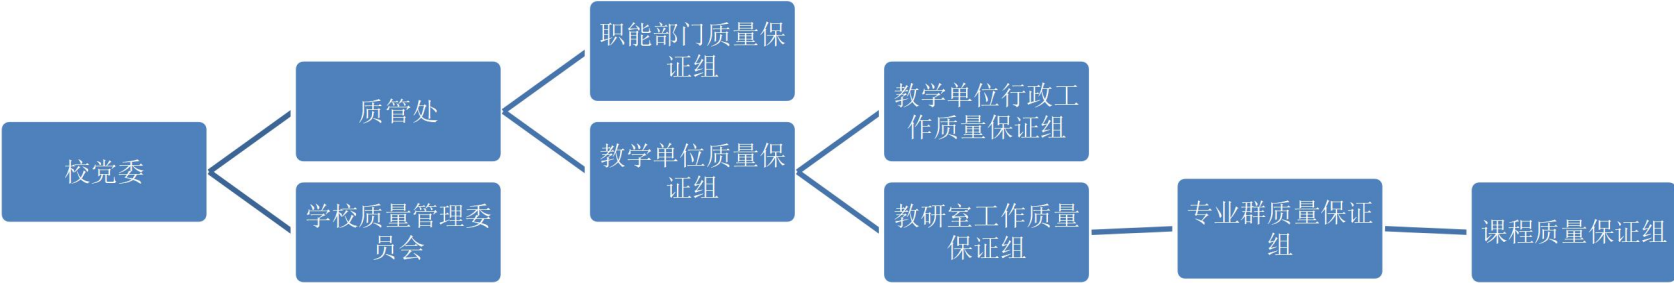 校党委
质管处
学校质量管理委
员会
职能部门质量保
证组
教学单位质量保
证组
教学单位行政工
作质量保证组
教研室工作质量
保证组
专业群质量保证
组
课程质量保证组